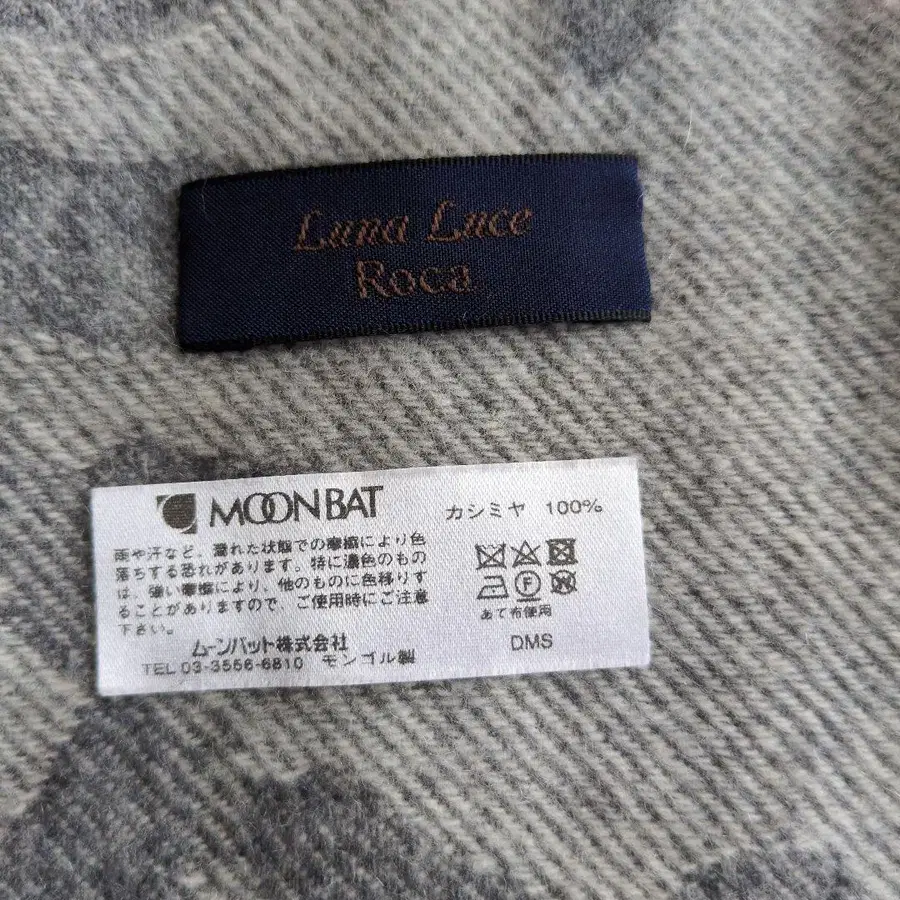 Luna Luce
Roca
MOONBAT
カシミヤ 100%
雨や汗など、濡れた状態での摩擦により色
落ちする恐れがあります。特に濃色のもの
は、強い摩擦により、他のものに色移りす
ることがありますので、ご使用時にご注意
下さい。
ムーンバット株式会社
TEL 03-3556-6810 モンゴル製
F
あて布使用
DMS